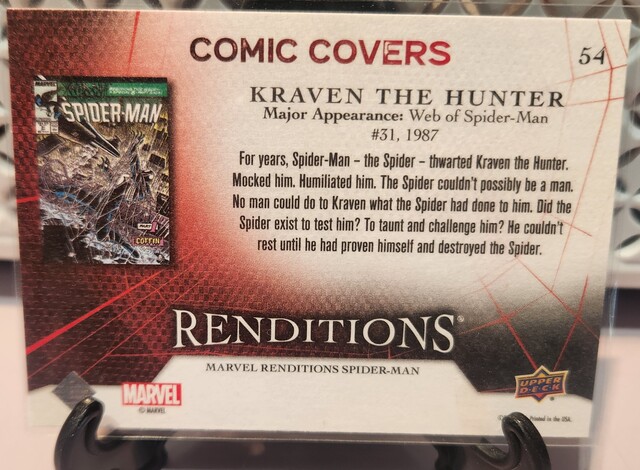 COMIC COVERS
54
KRAVEN THE HUNTER
Major Appearance: Web of Spider-Man
#31, 1987
For years, Spider-Man – the Spider – thwarted Kraven the Hunter.
Mocked him. Humiliated him. The Spider couldn't possibly be a man.
No man could do to Kraven what the Spider had done to him. Did the
Spider exist to test him? To taunt and challenge him? He couldn't
rest until he had proven himself and destroyed the Spider.
MARVEL
SPIDER-MAN
COFFIN
RENDITIONS®
MARVEL RENDITIONS SPIDER-MAN
MARVEL
© MARVEL
UPPER
DECK
Printed in the USA.